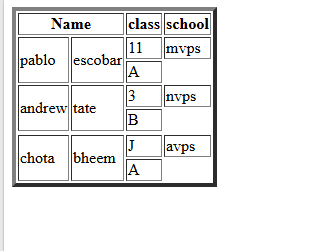 Name class school
pablo escobar 11 mvps
A
andrew tate 3 nvps
B
chota bheem J avps
A